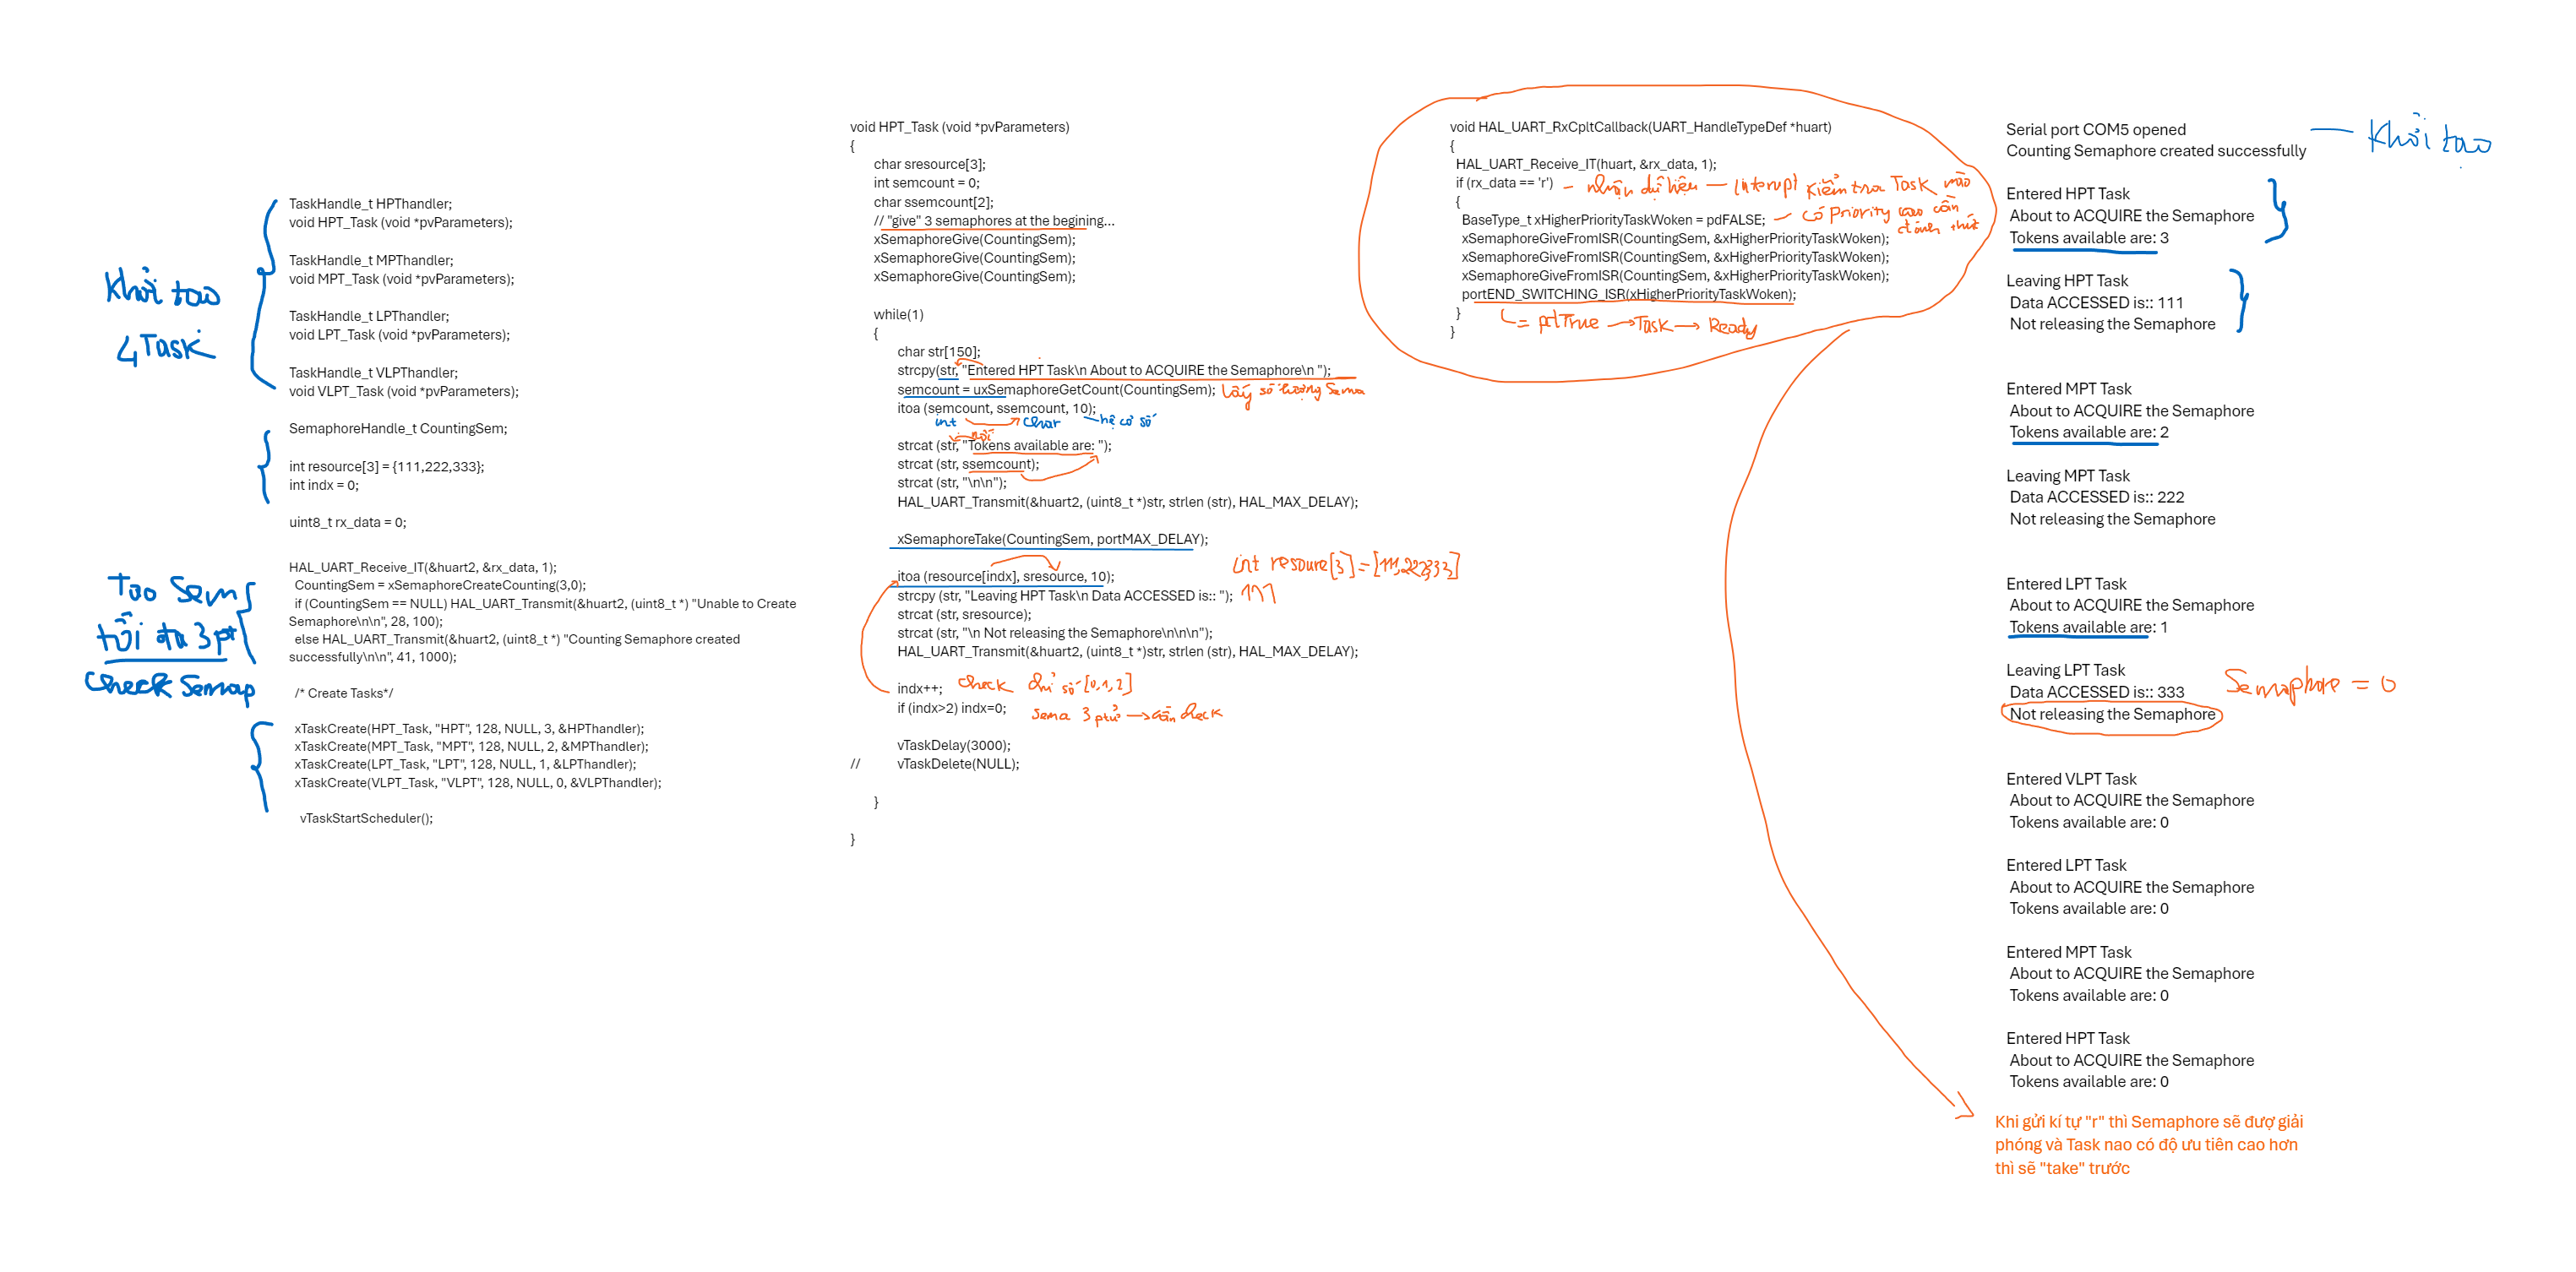 Khởi tạo
4 Task
TaskHandle_t HPThandler;
void HPT_Task (void *pvParameters);
TaskHandle_t MPThandler;
void MPT_Task (void *pvParameters);
TaskHandle_t LPThandler;
void LPT_Task (void *pvParameters);
TaskHandle_t VLPThandler;
void VLPT_Task (void *pvParameters);
SemaphoreHandle_t CountingSem;
int resource[3] = {111,222,333};
int indx = 0;
uint8_t rx_data = 0;
Tạo Sem
tối đa 3pt
Check Semap
HAL_UART_Receive_IT(&huart2, &rx_data, 1);
CountingSem = xSemaphoreCreateCounting(3,0);
if (CountingSem == NULL) HAL_UART_Transmit(&huart2, (uint8_t *) "Unable to Create
Semaphore\n\n", 28, 100);
else HAL_UART_Transmit(&huart2, (uint8_t *) "Counting Semaphore created
successfully\n\n", 41, 1000);
/* Create Tasks*/
xTaskCreate(HPT_Task, "HPT", 128, NULL, 3, &HPThandler);
xTaskCreate(MPT_Task, "MPT", 128, NULL, 2, &MPThandler);
xTaskCreate(LPT_Task, "LPT", 128, NULL, 1, &LPThandler);
xTaskCreate(VLPT_Task, "VLPT", 128, NULL, 0, &VLPThandler);
vTaskStartScheduler();
void HPT_Task (void *pvParameters)
{
char sresource[3];
int semcount = 0;
char ssemcount[2];
// "give" 3 semaphores at the begining...
xSemaphoreGive(CountingSem);
xSemaphoreGive(CountingSem);
xSemaphoreGive(CountingSem);
while(1)
{
char str[150];
strcpy(str, "Entered HPT Task\n About to ACQUIRE the Semaphore\n ");
semcount = uxSemaphoreGetCount(CountingSem); Lấy số lượng Sema
itoa (semcount, ssemcount, 10);
int Char hệ cơ số
nối
strcat (str, "Tokens available are: ");
strcat (str, ssemcount);
strcat (str, "\n\n");
HAL_UART_Transmit(&huart2, (uint8_t *)str, strlen (str), HAL_MAX_DELAY);
xSemaphoreTake(CountingSem, portMAX_DELAY);
int resoure[3] = [111,222,333]
itoa (resource[indx], sresource, 10);
strcpy (str, "Leaving HPT Task\n Data ACCESSED is:: "); 111
strcat (str, sresource);
strcat (str, "\n Not releasing the Semaphore\n\n\n");
HAL_UART_Transmit(&huart2, (uint8_t *)str, strlen (str), HAL_MAX_DELAY);
indx++; check chỉ số [0,1,2]
if (indx>2) indx=0; Sema 3 ptử → cần check
vTaskDelay(3000);
// vTaskDelete(NULL);
}
}
void HAL_UART_RxCpltCallback(UART_HandleTypeDef *huart)
{
HAL_UART_Receive_IT(huart, &rx_data, 1);
if (rx_data == 'r') - nhận dữ liệu — interupt kiểm tra Task nào
{
BaseType_t xHigherPriorityTaskWoken = pdFALSE; - có Priority cao cần
xSemaphoreGiveFromISR(CountingSem, &xHigherPriorityTaskWoken);
xSemaphoreGiveFromISR(CountingSem, &xHigherPriorityTaskWoken);
xSemaphoreGiveFromISR(CountingSem, &xHigherPriorityTaskWoken);
portEND_SWITCHING_ISR(xHigherPriorityTaskWoken);
}
= pdTrue → Task → Ready
}
Serial port COM5 opened
Khởi tạo
Counting Semaphore created successfully
Entered HPT Task
About to ACQUIRE the Semaphore
Tokens available are: 3
Leaving HPT Task
Data ACCESSED is:: 111
Not releasing the Semaphore
Entered MPT Task
About to ACQUIRE the Semaphore
Tokens available are: 2
Leaving MPT Task
Data ACCESSED is:: 222
Not releasing the Semaphore
Entered LPT Task
About to ACQUIRE the Semaphore
Tokens available are: 1
Leaving LPT Task
Data ACCESSED is:: 333
Semaphore = 0
Not releasing the Semaphore
Entered VLPT Task
About to ACQUIRE the Semaphore
Tokens available are: 0
Entered LPT Task
About to ACQUIRE the Semaphore
Tokens available are: 0
Entered MPT Task
About to ACQUIRE the Semaphore
Tokens available are: 0
Entered HPT Task
About to ACQUIRE the Semaphore
Tokens available are: 0
Khi gửi kí tự "r" thì Semaphore sẽ đượ giải
phóng và Task nao có độ ưu tiên cao hơn
thì sẽ "take" trước